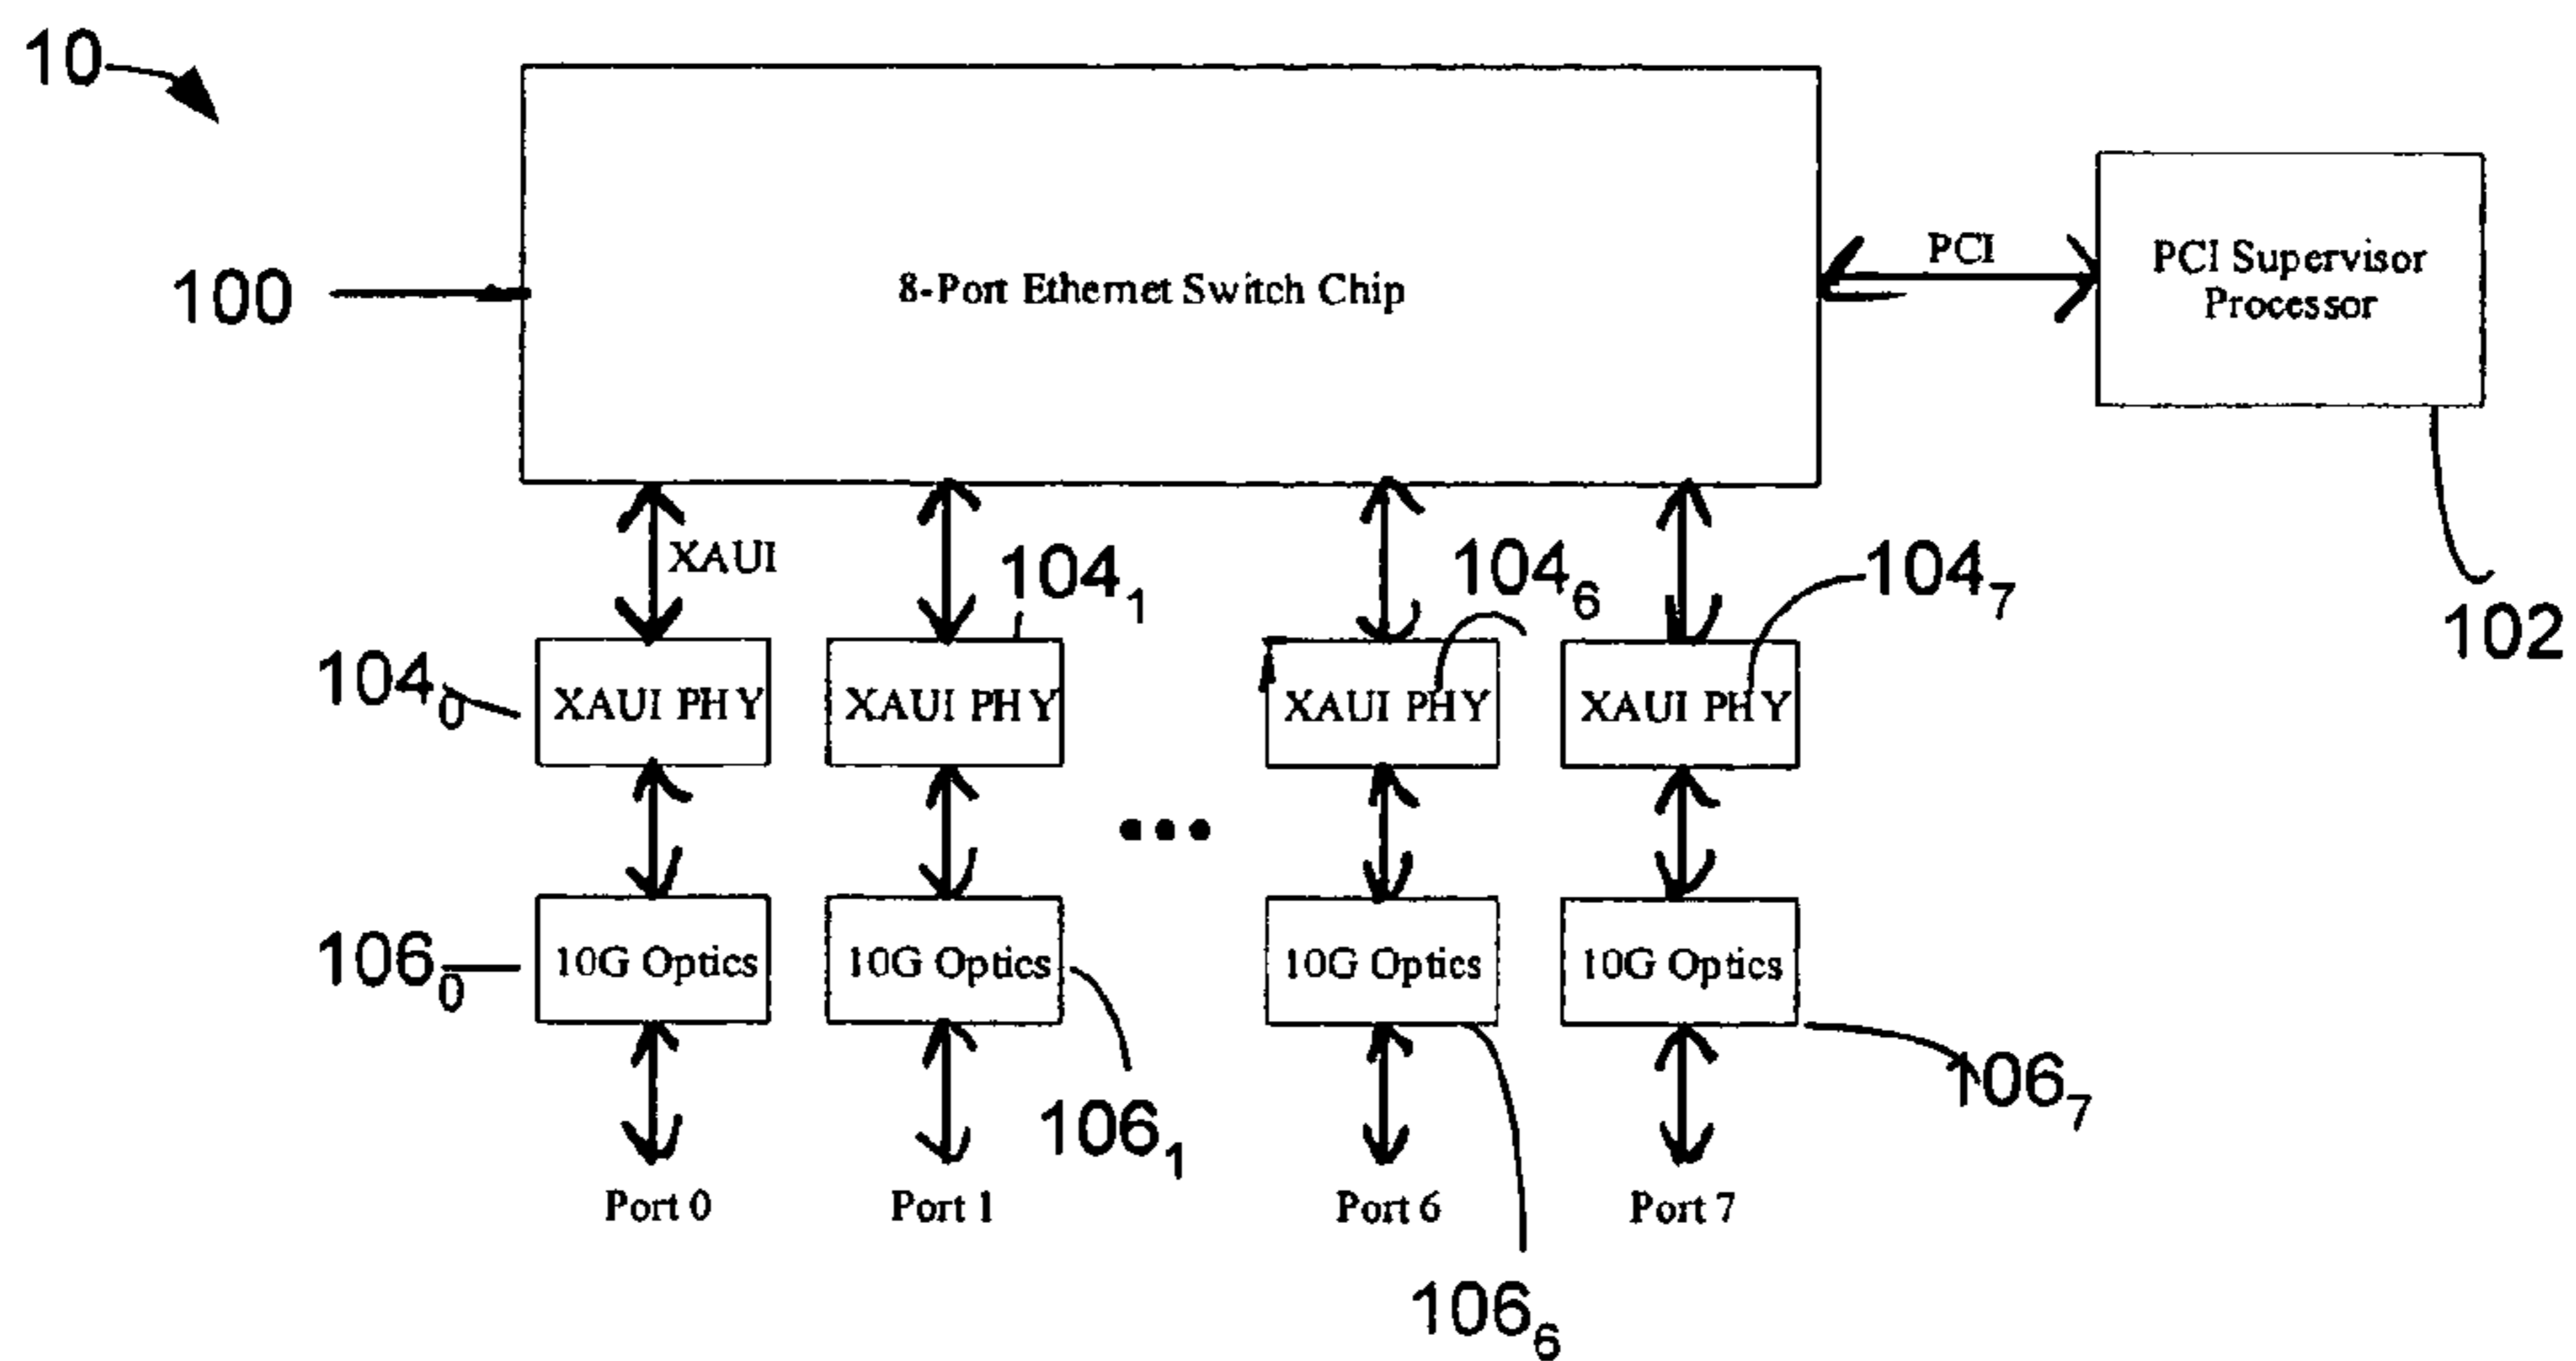 10
100
8-Port Ethernet Switch Chip
PCI
PCI Supervisor
Processor
102
XAUI
104₁
104₆
104₇
104₀
XAUI PHY
XAUI PHY
XAUI PHY
XAUI PHY
106₀
10G Optics
10G Optics
10G Optics
10G Optics
106₁
106₇
Port 0
Port 1
Port 6
Port 7
106₆